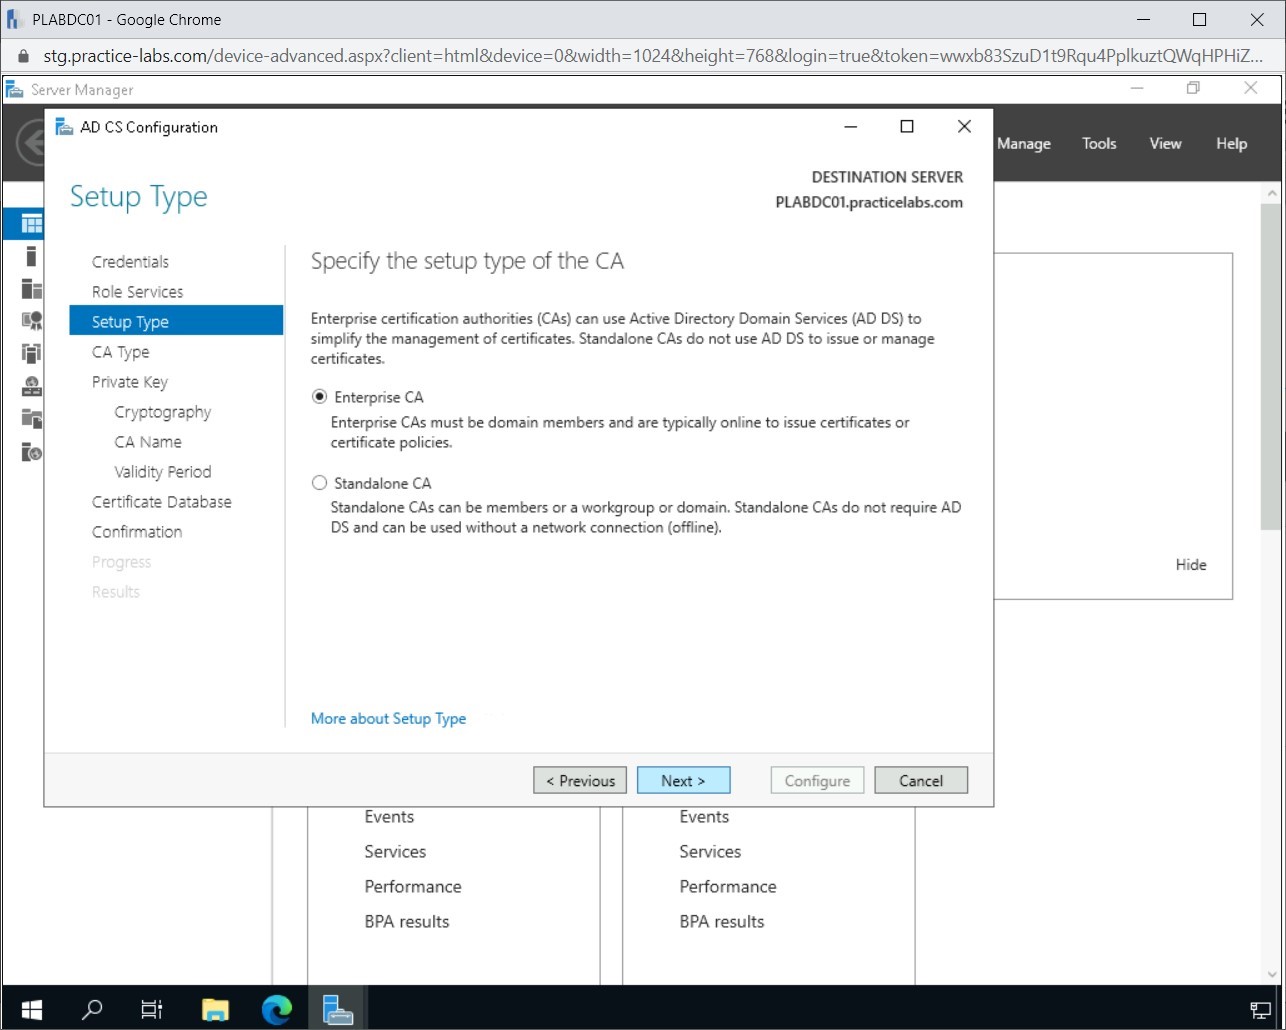 PLABDC01 - Google Chrome
stg.practice-labs.com/device-advanced.aspx?client=html&device=0&width=1024&height=768&login=true&token=wwxb83SzuD1t9Rqu4PplkuztQWqHPHiZ...
Server Manager
Manage Tools View Help
AD CS Configuration
Setup Type
DESTINATION SERVER
PLABDC01.practicelabs.com
Credentials
Role Services
Setup Type
CA Type
Private Key
Cryptography
CA Name
Validity Period
Certificate Database
Confirmation
Progress
Results
Specify the setup type of the CA
Enterprise certification authorities (CAs) can use Active Directory Domain Services (AD DS) to
simplify the management of certificates. Standalone CAs do not use AD DS to issue or manage
certificates.
Enterprise CA
Enterprise CAs must be domain members and are typically online to issue certificates or
certificate policies.
Standalone CA
Standalone CAs can be members or a workgroup or domain. Standalone CAs do not require AD
DS and can be used without a network connection (offline).
More about Setup Type
< Previous Next > Configure Cancel
Hide
Events
Services
Performance
BPA results
Events
Services
Performance
BPA results